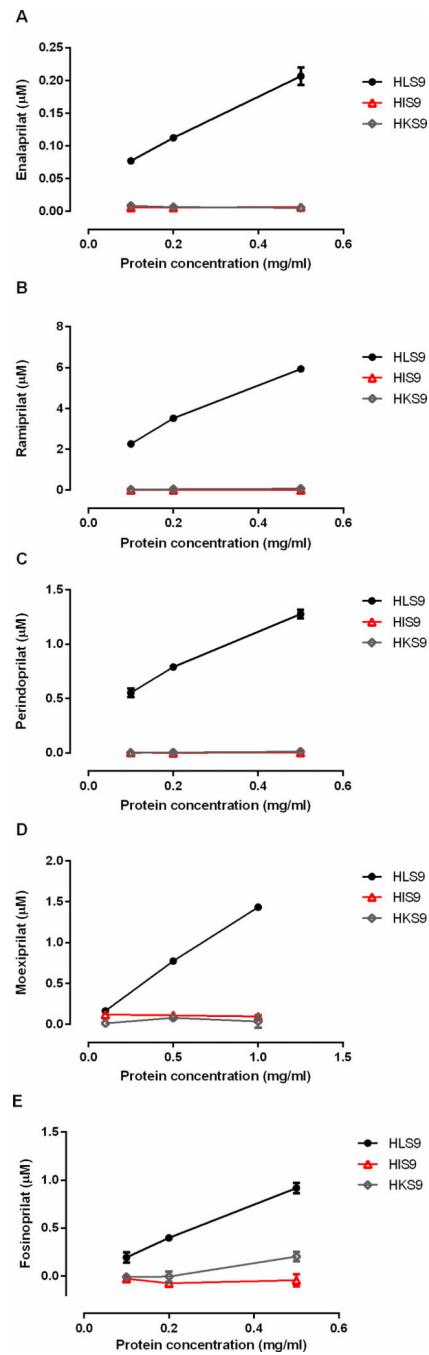 A
Enalaprilat (μM)
0.25
0.20
0.15
0.10
0.05
0.00
0.0 0.2 0.4 0.6
Protein concentration (mg/ml)
HLS9
HIS9
HKS9
B
Ramiprilat (μM)
8
6
4
2
0
0.0 0.2 0.4 0.6
Protein concentration (mg/ml)
HLS9
HIS9
HKS9
C
Perindoprilat (μM)
1.5
1.0
0.5
0.0
0.0 0.2 0.4 0.6
Protein concentration (mg/ml)
HLS9
HIS9
HKS9
D
Moexiprilat (μM)
2.0
1.5
1.0
0.5
0.0
0.0 0.5 1.0 1.5
Protein concentration (mg/ml)
HLS9
HIS9
HKS9
E
Fosinoprilat (μM)
1.5
1.0
0.5
0.0
0.0 0.2 0.4 0.6
Protein concentration (mg/ml)
HLS9
HIS9
HKS9